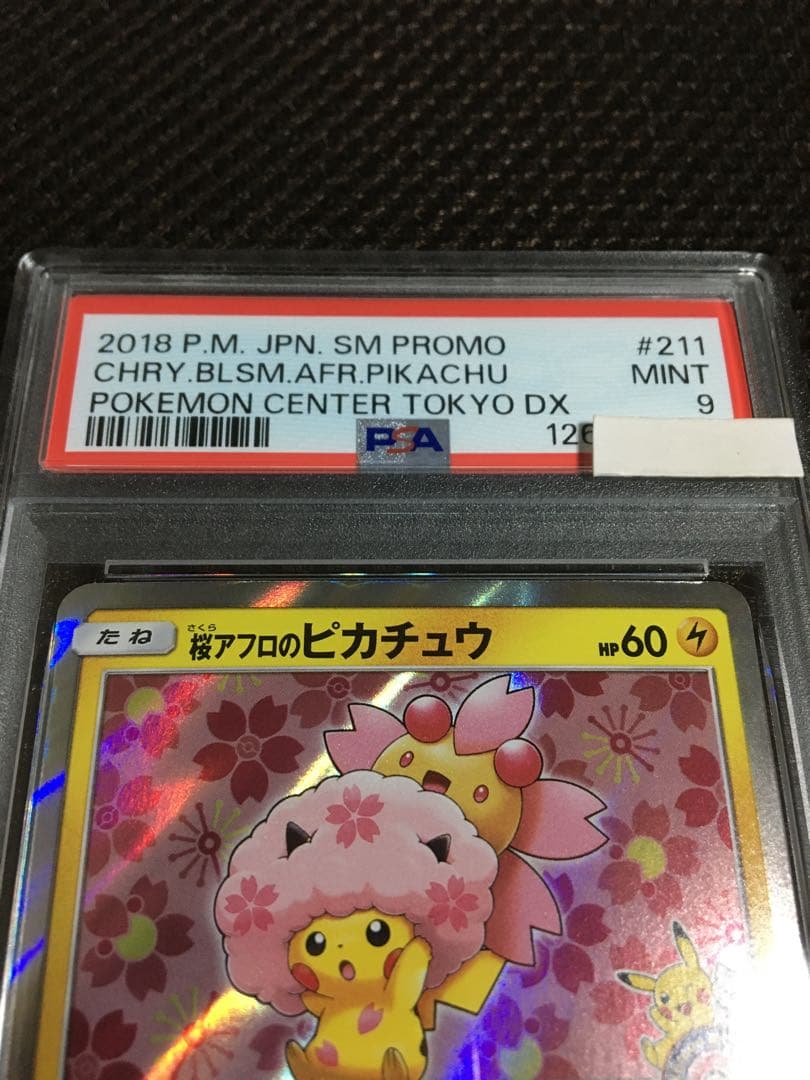 2018 P.M. JPN. SM PROMO #211
CHRY.BLSM.AFR.PIKACHU MINT
POKEMON CENTER TOKYO DX 9
PSA 126
たね 桜アフロのピカチュウ HP60
さくら